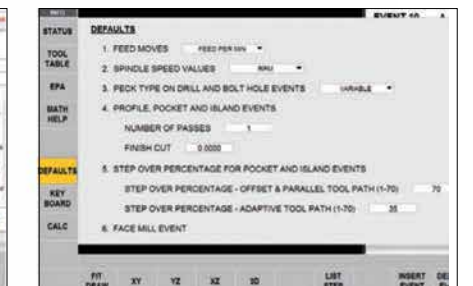 INFO
EVENT 10 A
STATUS
TOOL TABLE
EPA
MATH HELP
DEFAULTS
KEY BOARD
CALC
DEFAULTS
1. FEED MOVES FEED PER MIN
2. SPINDLE SPEED VALUES
3. PECK TYPE ON DRILL AND BOLT HOLE EVENTS VARIABLE
4. PROFILE, POCKET AND ISLAND EVENTS
NUMBER OF PASSES 1
FINISH CUT 0.0000
5. STEP OVER PERCENTAGE FOR POCKET AND ISLAND EVENTS
STEP OVER PERCENTAGE - OFFSET & PARALLEL TOOL PATH (1-70) 70
STEP OVER PERCENTAGE - ADAPTIVE TOOL PATH (1-70) 35
6. FACE MILL EVENT
FIT DRAW XY YZ XZ 3D LIST STEP INSERT EVENT